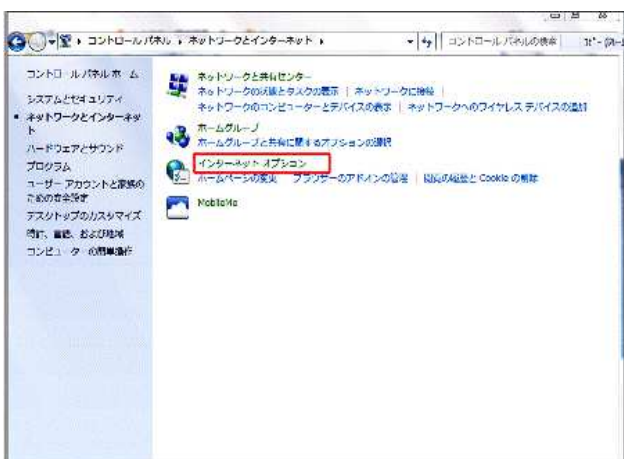 コントロール パネル ▸ ネットワークとインターネット ▸
コントロール パネルの検索
コントロール パネル ホーム
システムとセキュリティ
ネットワークとインターネット
ハードウェアとサウンド
プログラム
ユーザー アカウントと家族の
ための安全設定
デスクトップのカスタマイズ
時計、言語、および地域
コンピューターの簡単操作
ネットワークと共有センター
ネットワークの状態とタスクの表示 | ネットワークに接続 |
ネットワークのコンピューターとデバイスの表示 | ネットワークへのワイヤレス デバイスの追加
ホームグループ
ホームグループと共有に関するオプションの選択
インターネット オプション
ホームページの変更 | ブラウザーのアドオンの管理 | 閲覧の履歴と Cookie の削除
MobileMe